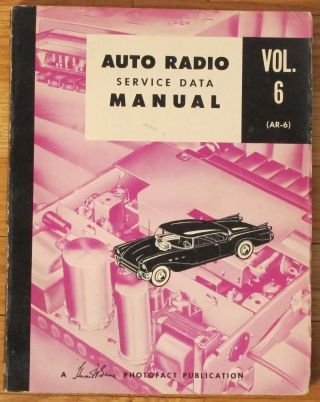 AUTO RADIO
SERVICE DATA
MANUAL
VOL.
6
(AR-6)
A Howard W. Sams PHOTOFACT PUBLICATION